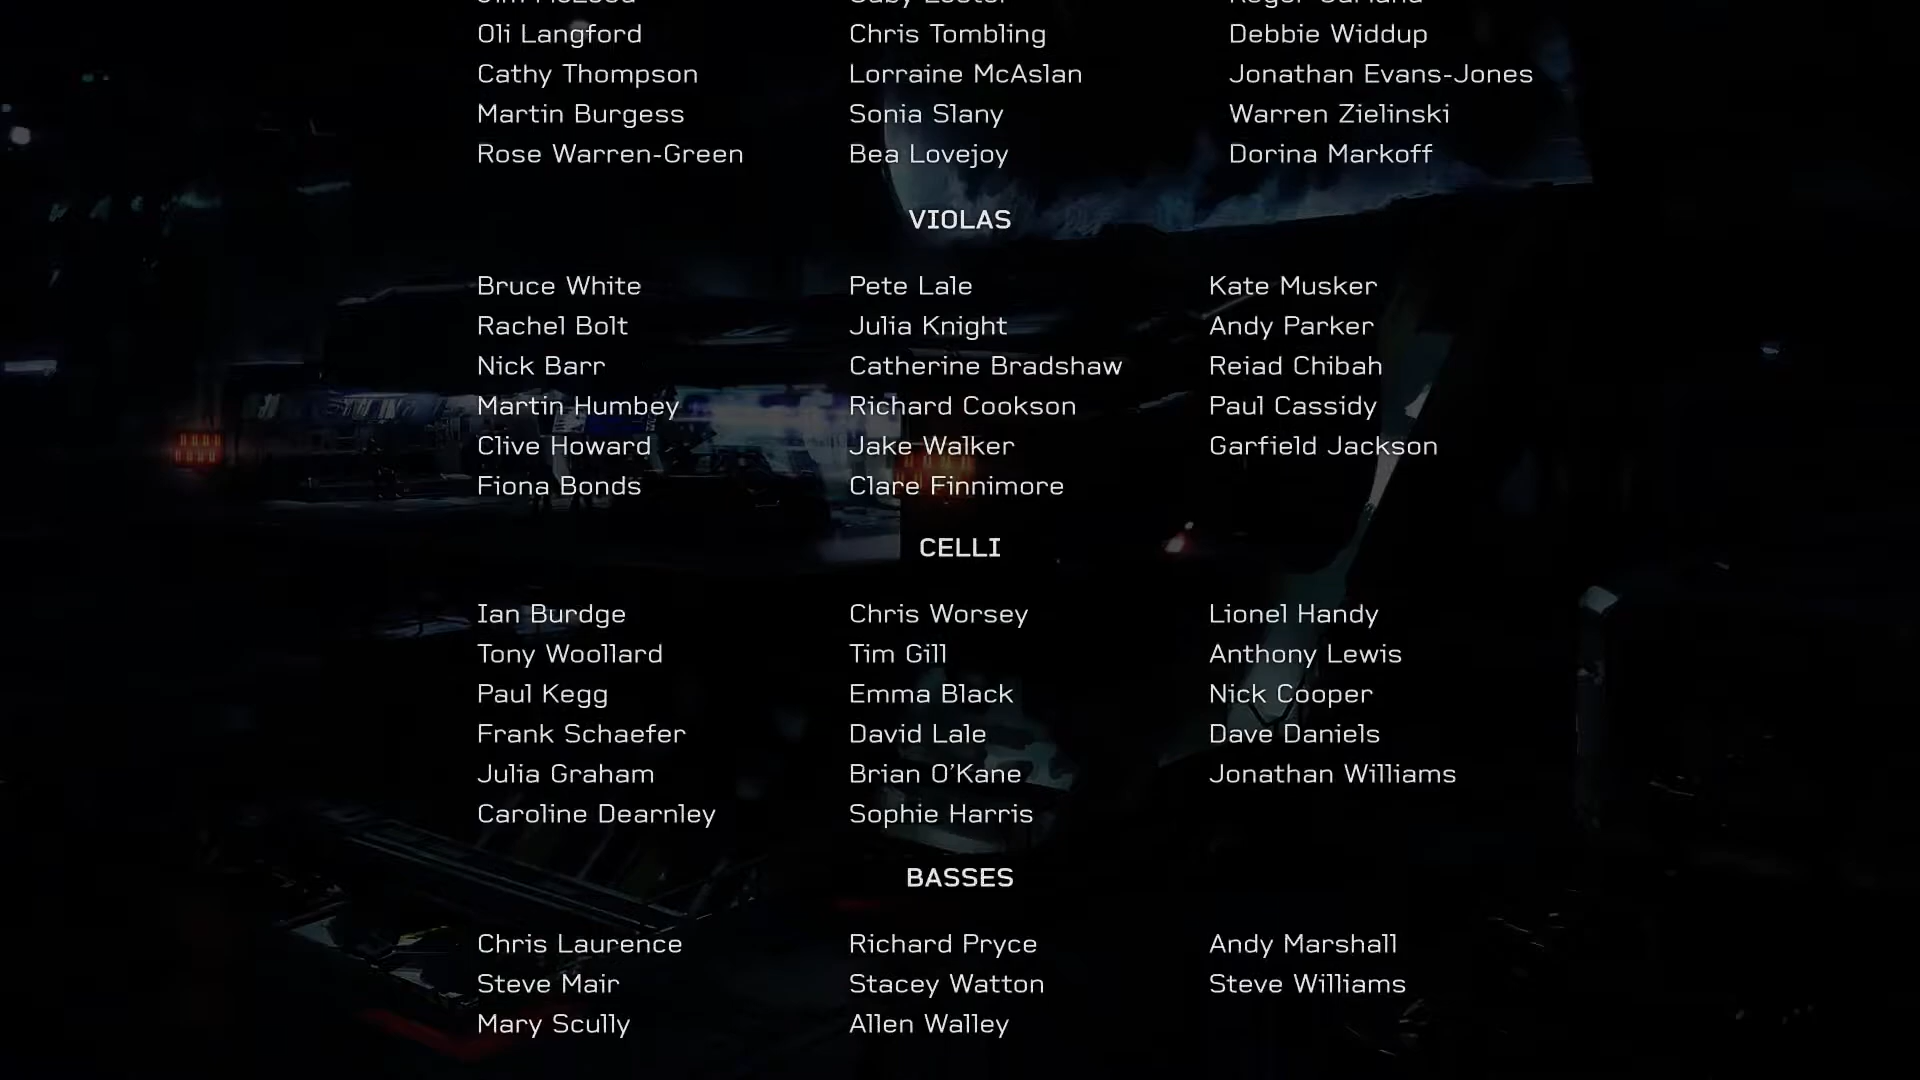 Oli Langford Chris Tombling Debbie Widdup
Cathy Thompson Lorraine McAslan Jonathan Evans-Jones
Martin Burgess Sonia Slany Warren Zielinski
Rose Warren-Green Bea Lovejoy Dorina Markoff
VIOLAS
Bruce White Pete Lale Kate Musker
Rachel Bolt Julia Knight Andy Parker
Nick Barr Catherine Bradshaw Reiad Chibah
Martin Humbey Richard Cookson Paul Cassidy
Clive Howard Jake Walker Garfield Jackson
Fiona Bonds Clare Finnimore
CELLI
Ian Burdge Chris Worsey Lionel Handy
Tony Woollard Tim Gill Anthony Lewis
Paul Kegg Emma Black Nick Cooper
Frank Schaefer David Lale Dave Daniels
Julia Graham Brian O'Kane Jonathan Williams
Caroline Dearnley Sophie Harris
BASSES
Chris Laurence Richard Pryce Andy Marshall
Steve Mair Stacey Watton Steve Williams
Mary Scully Allen Walley